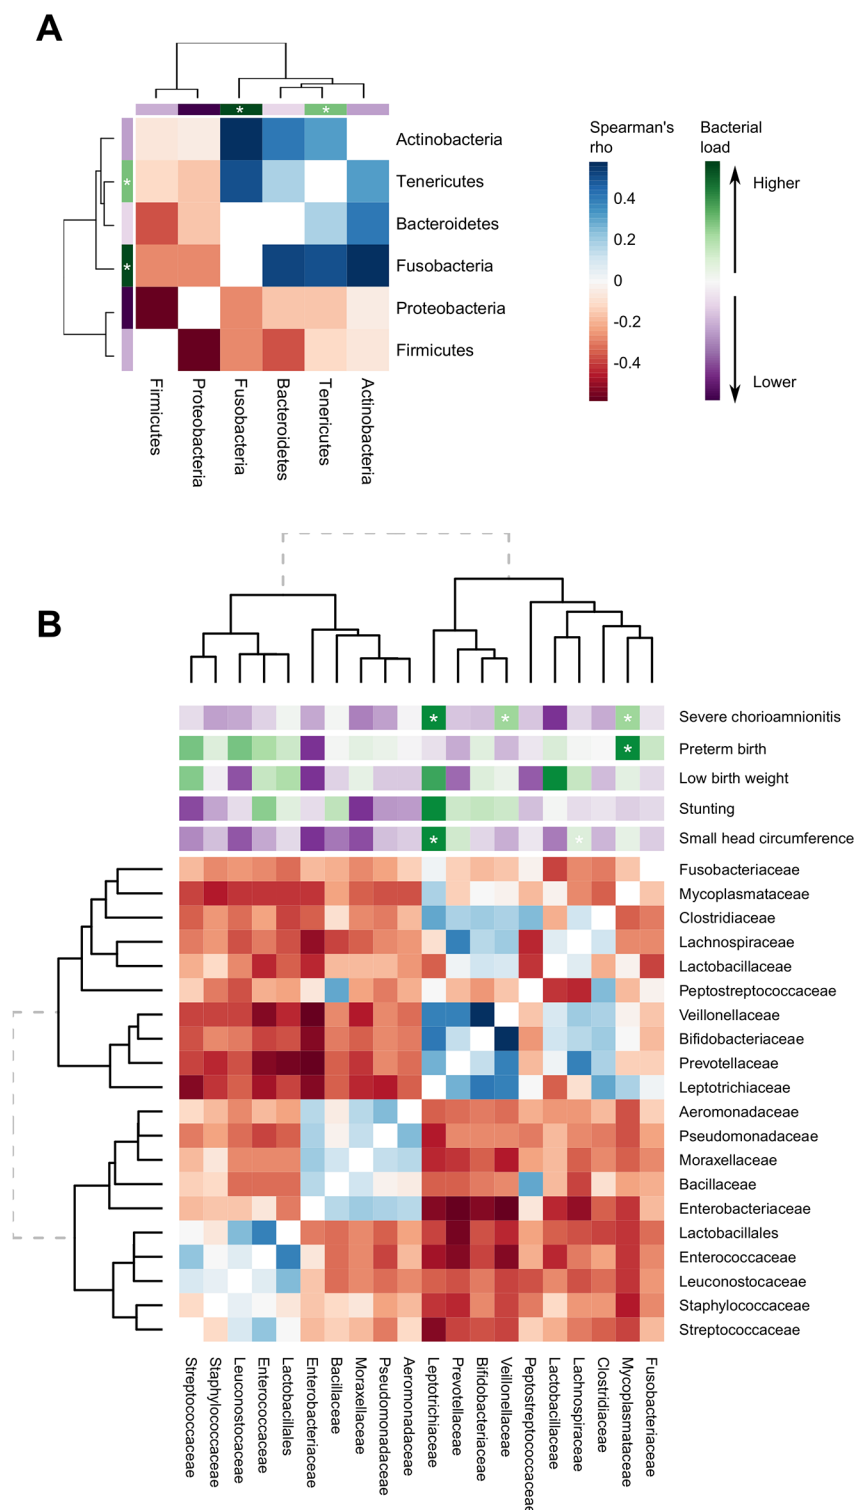 A
*
*
Actinobacteria
*
Tenericutes
Bacteroidetes
*
Fusobacteria
Proteobacteria
Firmicutes
Firmicutes
Proteobacteria
Fusobacteria
Bacteroidetes
Tenericutes
Actinobacteria
Spearman's
rho
0.4
0.2
0
-0.2
-0.4
Bacterial
load
Higher
Lower
B
* * * Severe chorioamnionitis
* Preterm birth
Low birth weight
Stunting
* * Small head circumference
Fusobacteriaceae
Mycoplasmataceae
Clostridiaceae
Lachnospiraceae
Lactobacillaceae
Peptostreptococcaceae
Veillonellaceae
Bifidobacteriaceae
Prevotellaceae
Leptotrichiaceae
Aeromonadaceae
Pseudomonadaceae
Moraxellaceae
Bacillaceae
Enterobacteriaceae
Lactobacillales
Enterococcaceae
Leuconostocaceae
Staphylococcaceae
Streptococcaceae
Streptococcaceae
Staphylococcaceae
Leuconostocaceae
Enterococcaceae
Lactobacillales
Enterobacteriaceae
Bacillaceae
Moraxellaceae
Pseudomonadaceae
Aeromonadaceae
Leptotrichiaceae
Prevotellaceae
Bifidobacteriaceae
Veillonellaceae
Peptostreptococcaceae
Lactobacillaceae
Lachnospiraceae
Clostridiaceae
Mycoplasmataceae
Fusobacteriaceae